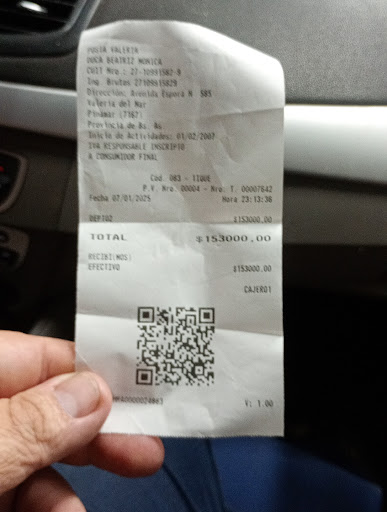 POSTA VALERIA
DUCA BEATRIZ MONICA
CUIT Nro.: 27-10991582-9
Ing. Brutos 27109915829
Dirección: Avenida Espora N 585
Valeria del Mar
Pinamar (7167)
Provincia de Bs. As.
Inicio de Actividades: 01/02/2007
IVA RESPONSABLE INSCRIPTO
A CONSUMIDOR FINAL
Cod. 083 - TIQUE
P.V. Nro. 00004 - Nro. T. 00007642
Fecha 07/01/2025 Hora 23:13:38
$153000.00
TOTAL $153000,00
RECIBI(MOS)
EFECTIVO $153000.00
CAJERO1
V: 1.00